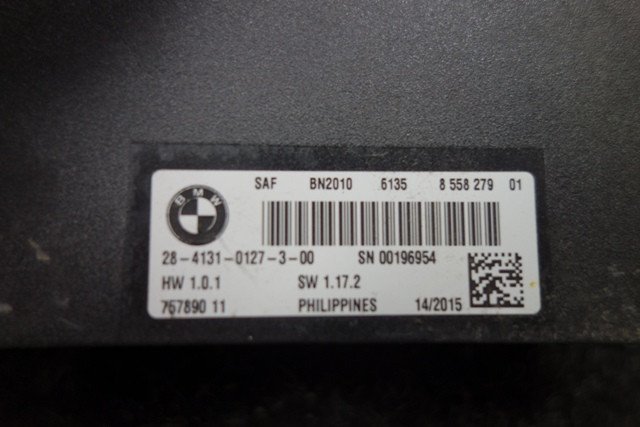 SAF BN2010 6135 8 558 279 01
BMW
28-4131-0127-3-00 SN 00196954
HW 1.0.1 SW 1.17.2
767890 11 PHILIPPINES 14/2015